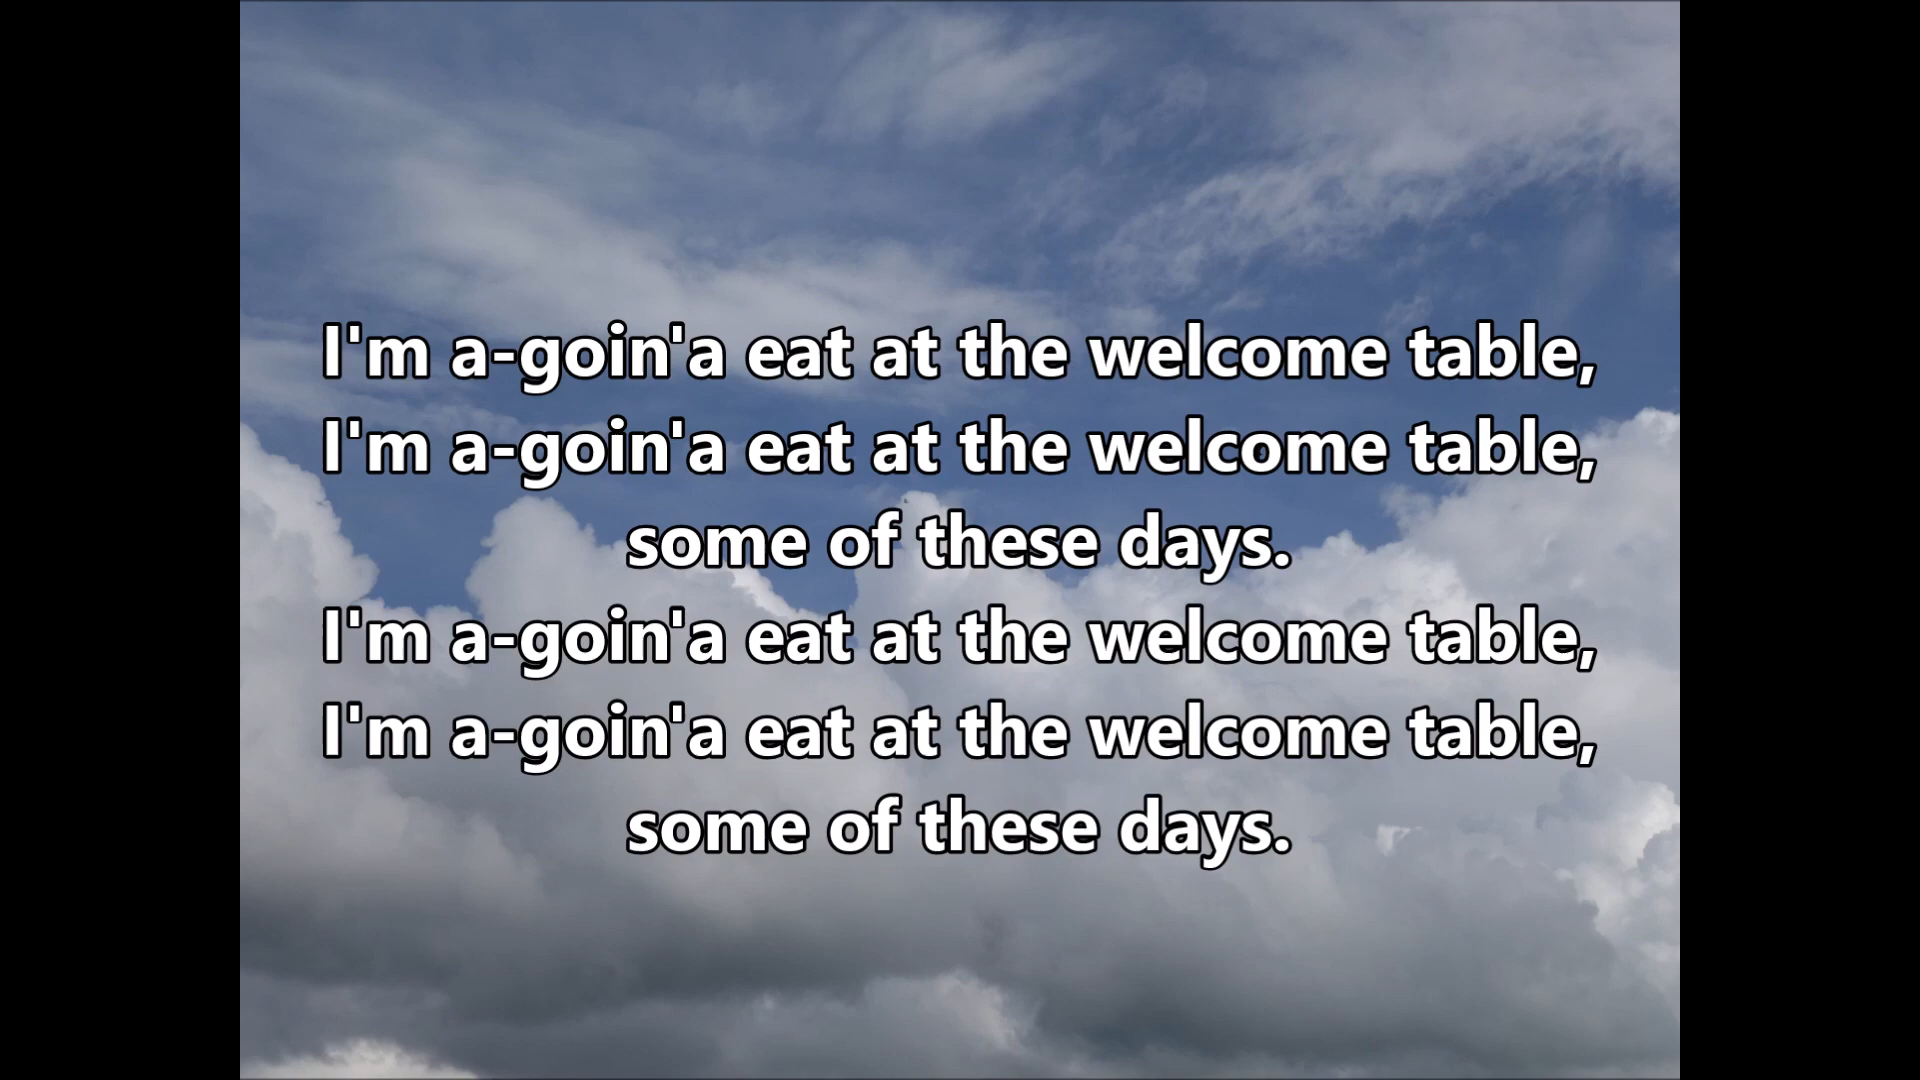 I'm a-goin'a eat at the welcome table,
I'm a-goin'a eat at the welcome table,
some of these days.
I'm a-goin'a eat at the welcome table,
I'm a-goin'a eat at the welcome table,
some of these days.